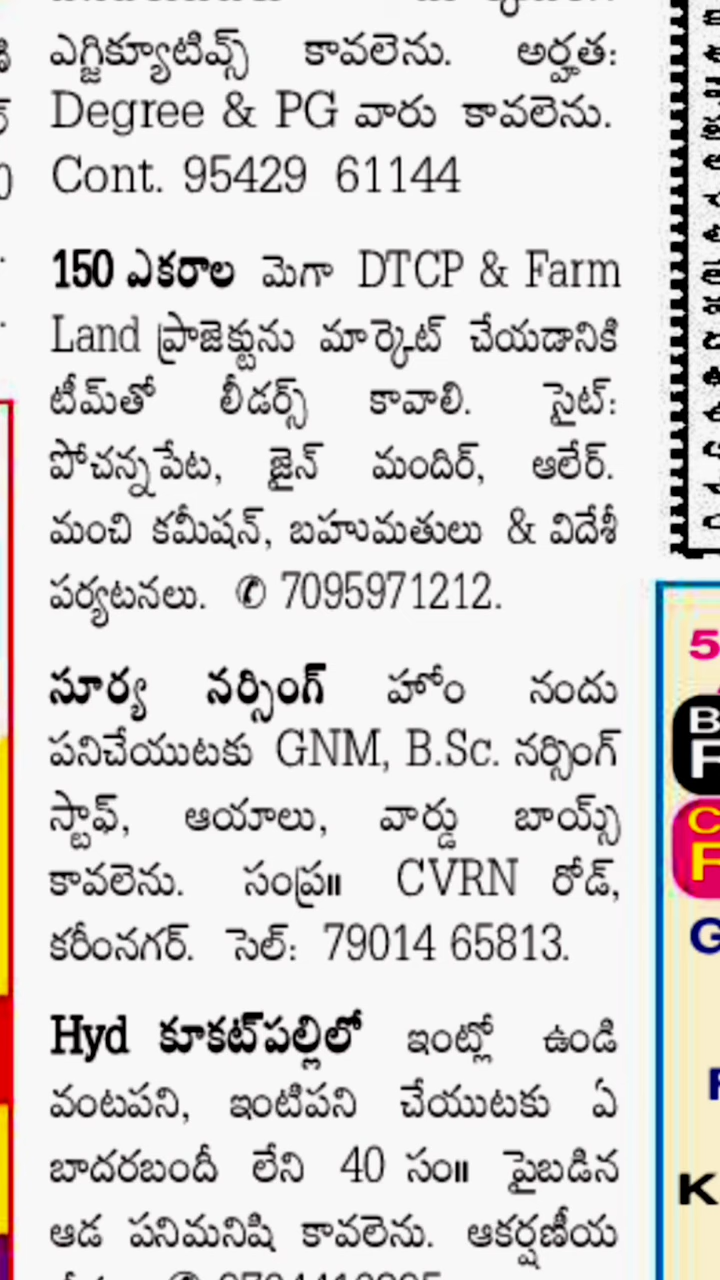 ఎగ్జిక్యూటివ్స్ కావలెను. అర్హత:
Degree & PG వారు కావలెను.
Cont. 95429 61144
150 ఎకరాల మెగా DTCP & Farm
Land ప్రాజెక్టును మార్కెట్ చేయడానికి
టీమ్‌తో లీడర్స్ కావాలి. సైట్:
పోచన్నపేట, జైన్ మందిర్, ఆలేర్.
మంచి కమీషన్, బహుమతులు & విదేశీ
పర్యటనలు. ✆ 7095971212.
సూర్య నర్సింగ్ హోం నందు
పనిచేయుటకు GNM, B.Sc. నర్సింగ్
స్టాఫ్, ఆయాలు, వార్డు బాయ్స్
కావలెను. సంప్ర॥ CVRN రోడ్,
కరీంనగర్. సెల్: 79014 65813.
Hyd కూకట్‌పల్లిలో ఇంట్లో ఉండి
వంటపని, ఇంటిపని చేయుటకు ఏ
బాదరబందీ లేని 40 సం॥ పైబడిన
ఆడ పనిమనిషి కావలెను. ఆకర్షణీయ